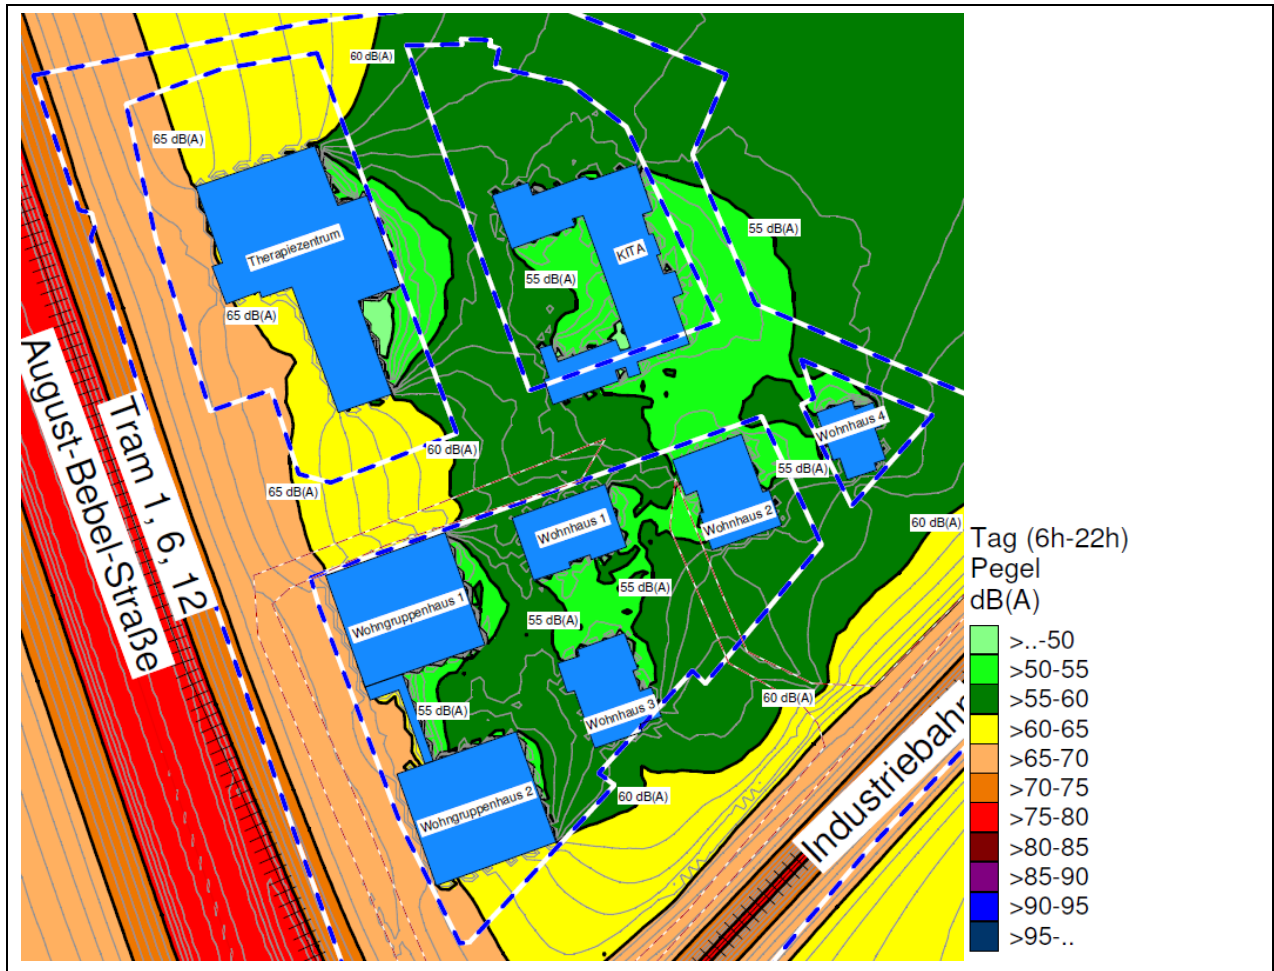 60 dB(A)
65 dB(A)
Therapiezentrum
KITA
55 dB(A)
55 dB(A)
65 dB(A)
August-Bebel-Straße
Tram 1, 6, 12
Wohnhaus 4
60 dB(A)
55 dB(A)
65 dB(A)
Wohnhaus 1
Wohnhaus 2
60 dB(A)
55 dB(A)
Wohngruppenhaus 1
55 dB(A)
55 dB(A)
Wohnhaus 3
60 dB(A)
60 dB(A)
Wohngruppenhaus 2
Industriebahn
Tag (6h-22h)
Pegel
dB(A)
>..-50
>50-55
>55-60
>60-65
>65-70
>70-75
>75-80
>80-85
>85-90
>90-95
>95-..